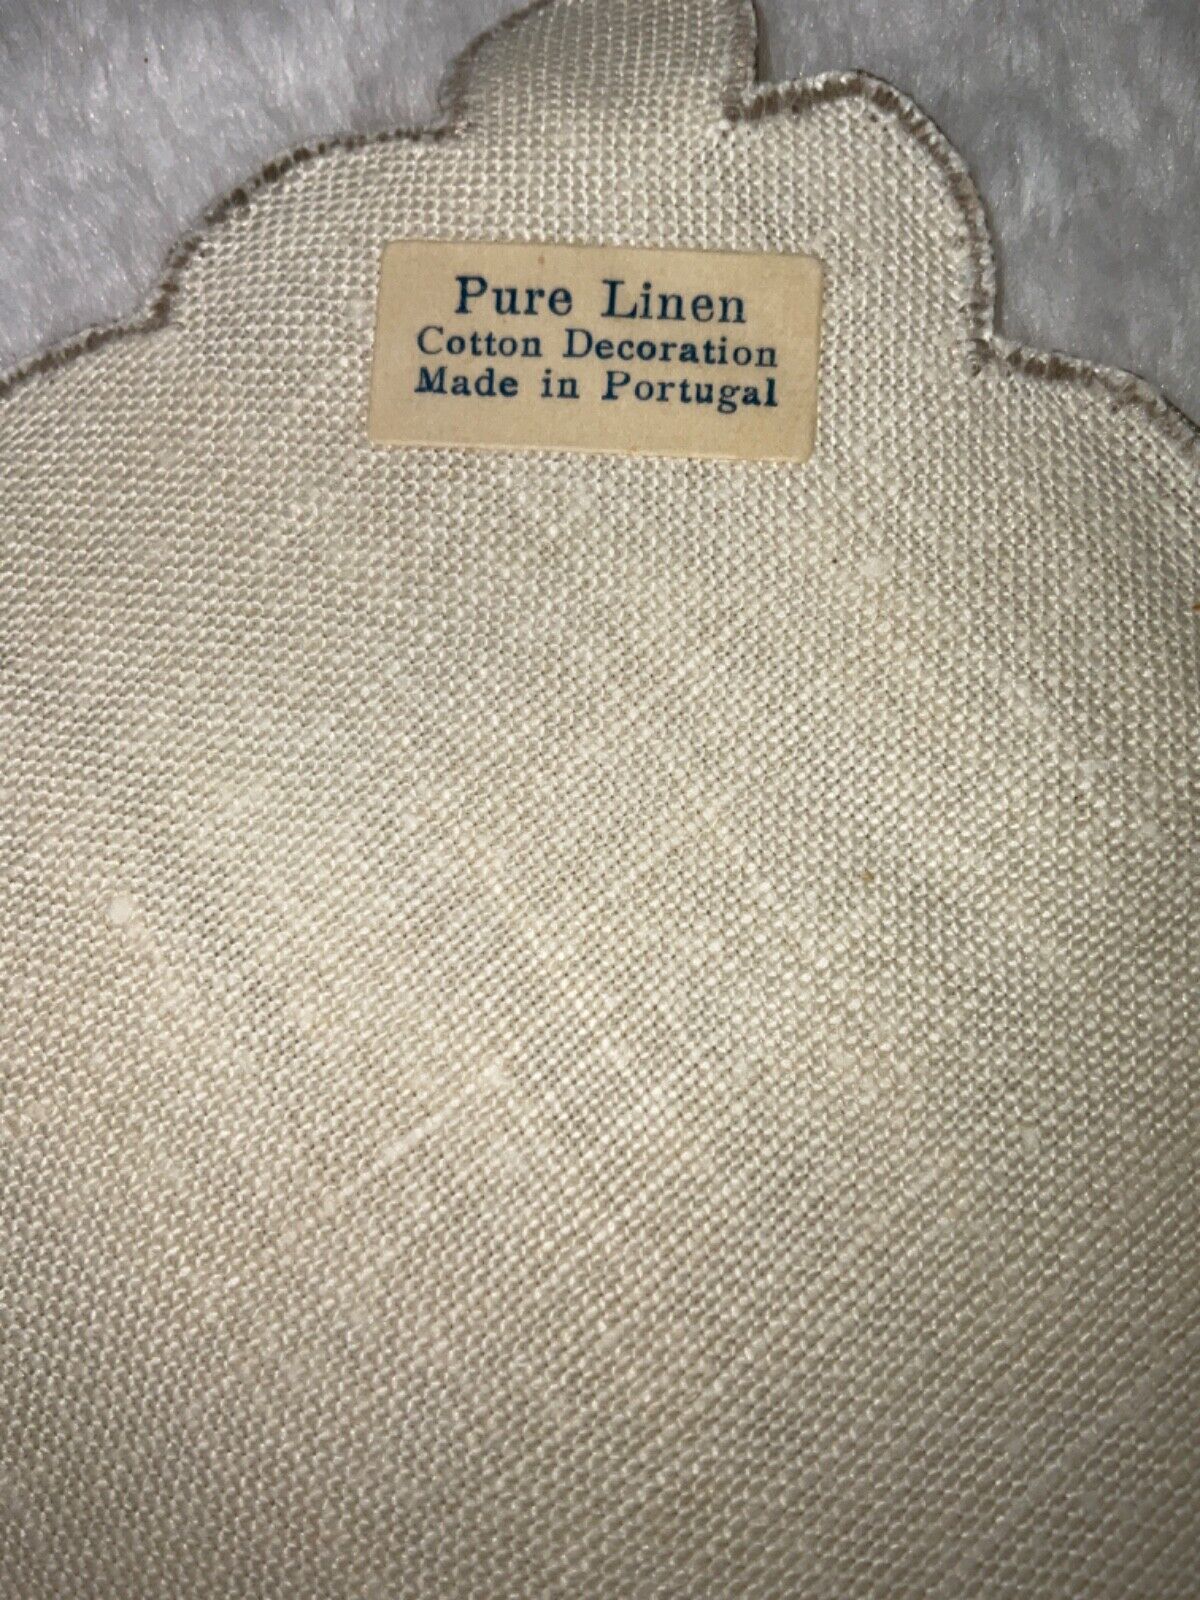 Pure Linen
Cotton Decoration
Made in Portugal